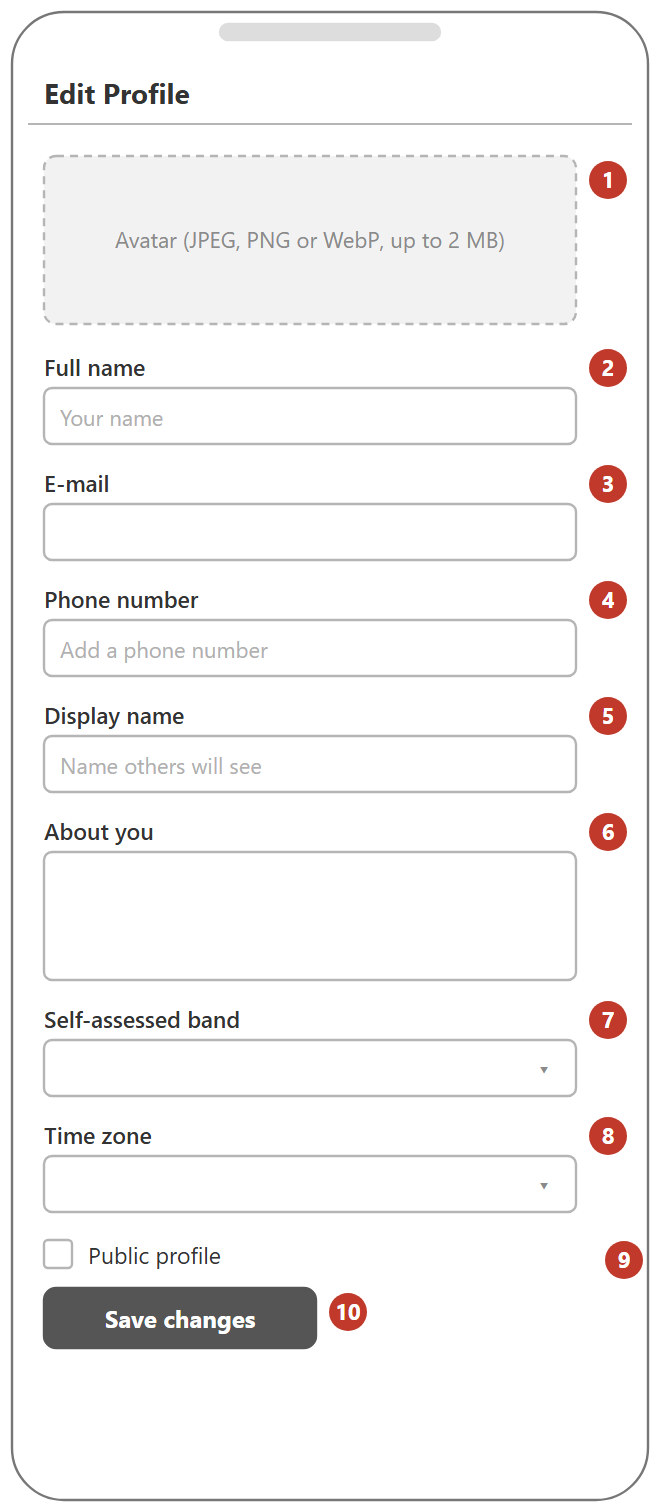 Edit Profile
Avatar (JPEG, PNG or WebP, up to 2 MB)
1
Full name
2
Your name
E-mail
3
Phone number
4
Add a phone number
Display name
5
Name others will see
About you
6
Self-assessed band
7
Time zone
8
Public profile
9
Save changes
10